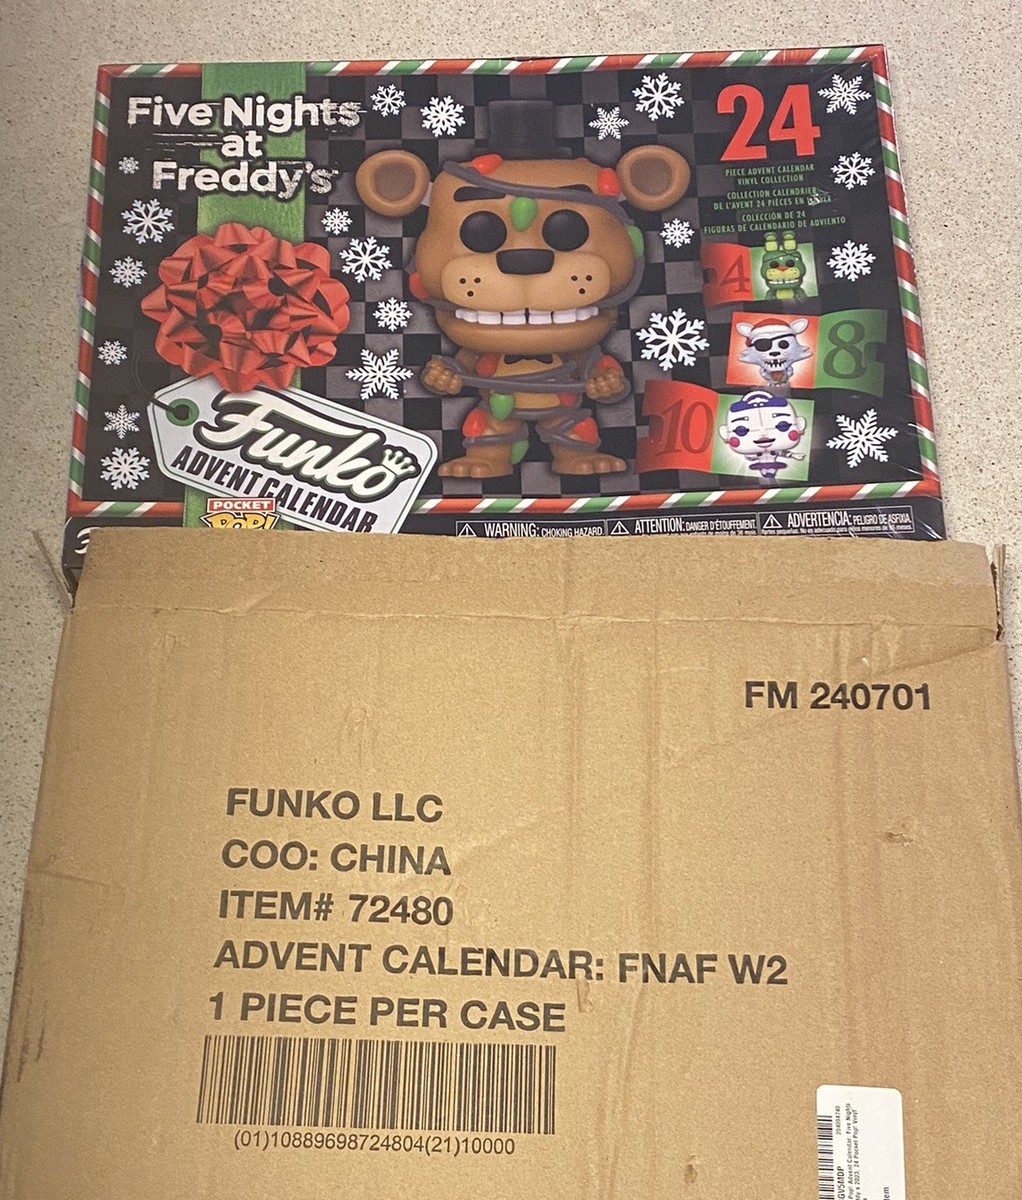 Five Nights
at
Freddy's
24
PIECE ADVENT CALENDAR
VINYL COLLECTION
COLLECTION CALENDRIER
DE L'AVENT 24 PIÈCES EN
COLECCIÓN DE 24
FIGURAS DE CALENDARIO DE ADVIENTO
4
8
10
Funko
ADVENT CALENDAR
POCKET
POP!
WARNING: CHOKING HAZARD
ATTENTION: DANGER D'ÉTOUFFEMENT.
ADVERTENCIA: PELIGRO DE ASFIXIA.
FM 240701
FUNKO LLC
COO: CHINA
ITEM# 72480
ADVENT CALENDAR: FNAF W2
1 PIECE PER CASE
(01)10889698724804(21)10000